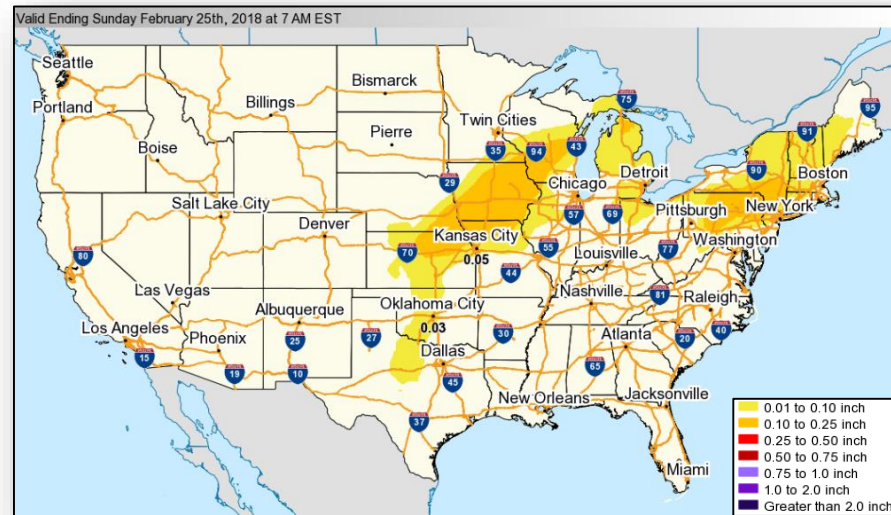 Valid Ending Sunday February 25th, 2018 at 7 AM EST
Seattle
Portland
Boise
Billings
Bismarck
Pierre
Twin Cities
75
95
91
35
94
43
90
29
Chicago
Detroit
Boston
Salt Lake City
Denver
57
69
Pittsburgh
New York
80
70
Kansas City
0.05
55
Louisville
77
Washington
44
Las Vegas
Albuquerque
Oklahoma City
0.03
Nashville
81
Raleigh
Los Angeles
Phoenix
25
27
30
Atlanta
20
40
15
19
10
Dallas
45
65
37
New Orleans
Jacksonville
Miami
0.01 to 0.10 inch
0.10 to 0.25 inch
0.25 to 0.50 inch
0.50 to 0.75 inch
0.75 to 1.0 inch
1.0 to 2.0 inch
Greater than 2.0 inch